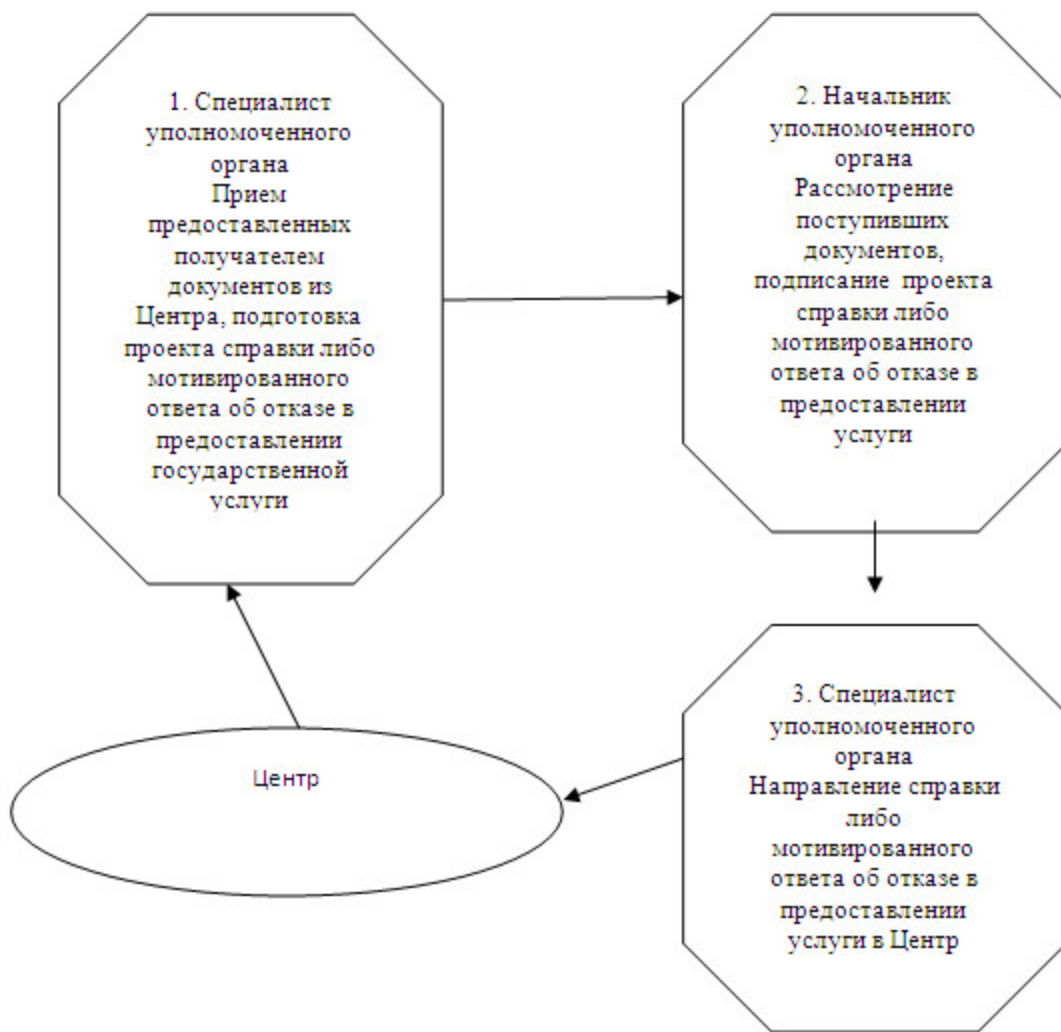 1. Специалист
уполномоченного
органа
Прием
предоставленных
получателем
документов из
Центра, подготовка
проекта справки либо
мотивированного
ответа об отказе в
предоставлении
государственной
услуги
2. Начальник
уполномоченного
органа
Рассмотрение
поступивших
документов,
подписание проекта
справки либо
мотивированного
ответа об отказе в
предоставлении
услуги
3. Специалист
уполномоченного
органа
Направление справки
либо
мотивированного
ответа об отказе в
предоставлении
услуги в Центр
Центр